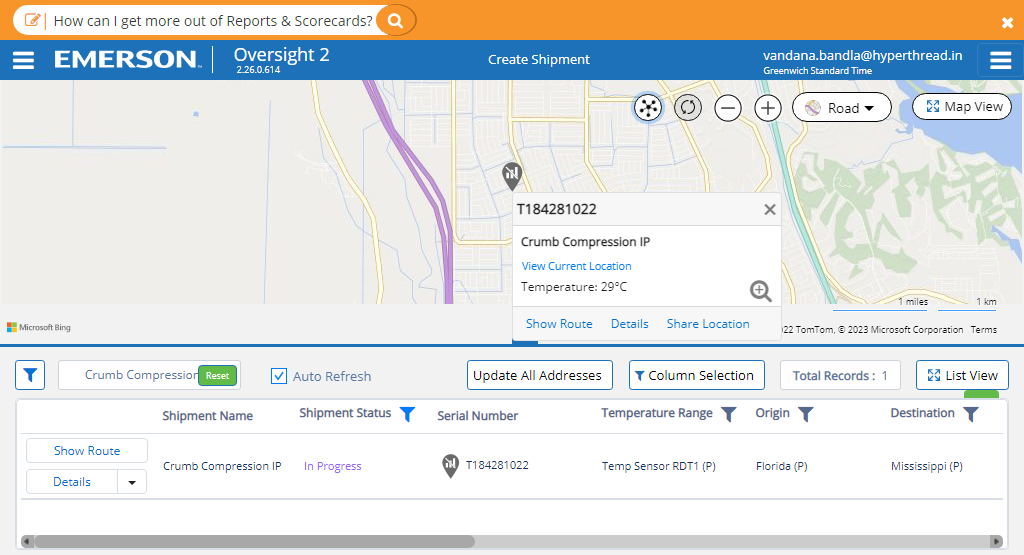 How can I get more out of Reports & Scorecards?
EMERSON
Oversight 2
2.26.0.614
Create Shipment
vandana.bandla@hyperthread.in
Greenwich Standard Time
Road
Map View
T184281022
Crumb Compression IP
View Current Location
Temperature: 29°C
Show Route Details Share Location
1 miles 1 km
Microsoft Bing
22 TomTom, © 2023 Microsoft Corporation Terms
Crumb Compression Reset
Auto Refresh
Update All Addresses
Column Selection
Total Records : 1
List View
Shipment Name Shipment Status Serial Number Temperature Range Origin Destination
Show Route
Details
Crumb Compression IP In Progress T184281022 Temp Sensor RDT1 (P) Florida (P) Mississippi (P)